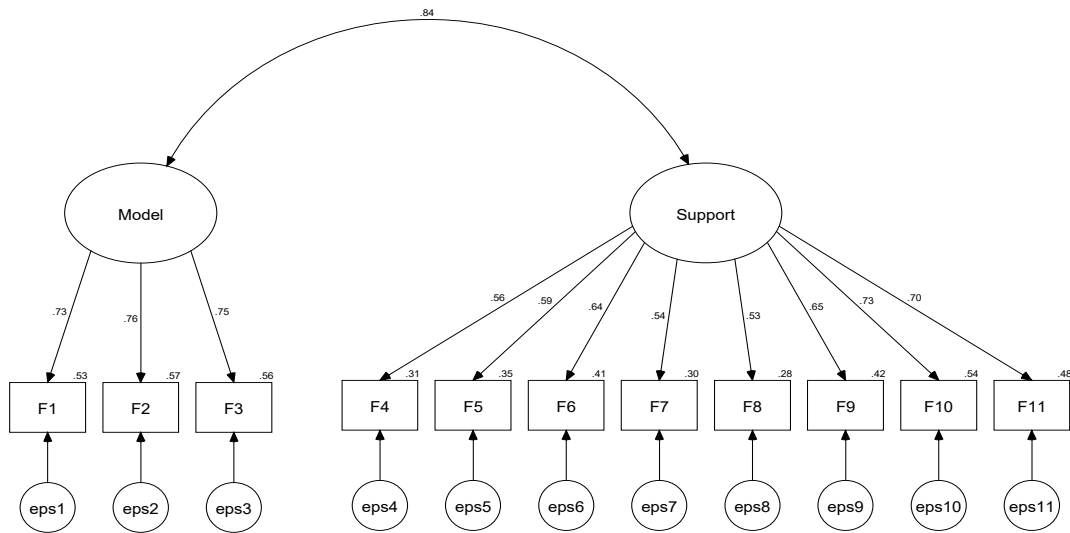 .84
Model
Support
.73
.76
.75
.56
.59
.64
.54
.53
.65
.73
.70
.53
.57
.56
.31
.35
.41
.30
.28
.42
.54
.48
F1
F2
F3
F4
F5
F6
F7
F8
F9
F10
F11
eps1
eps2
eps3
eps4
eps5
eps6
eps7
eps8
eps9
eps10
eps11